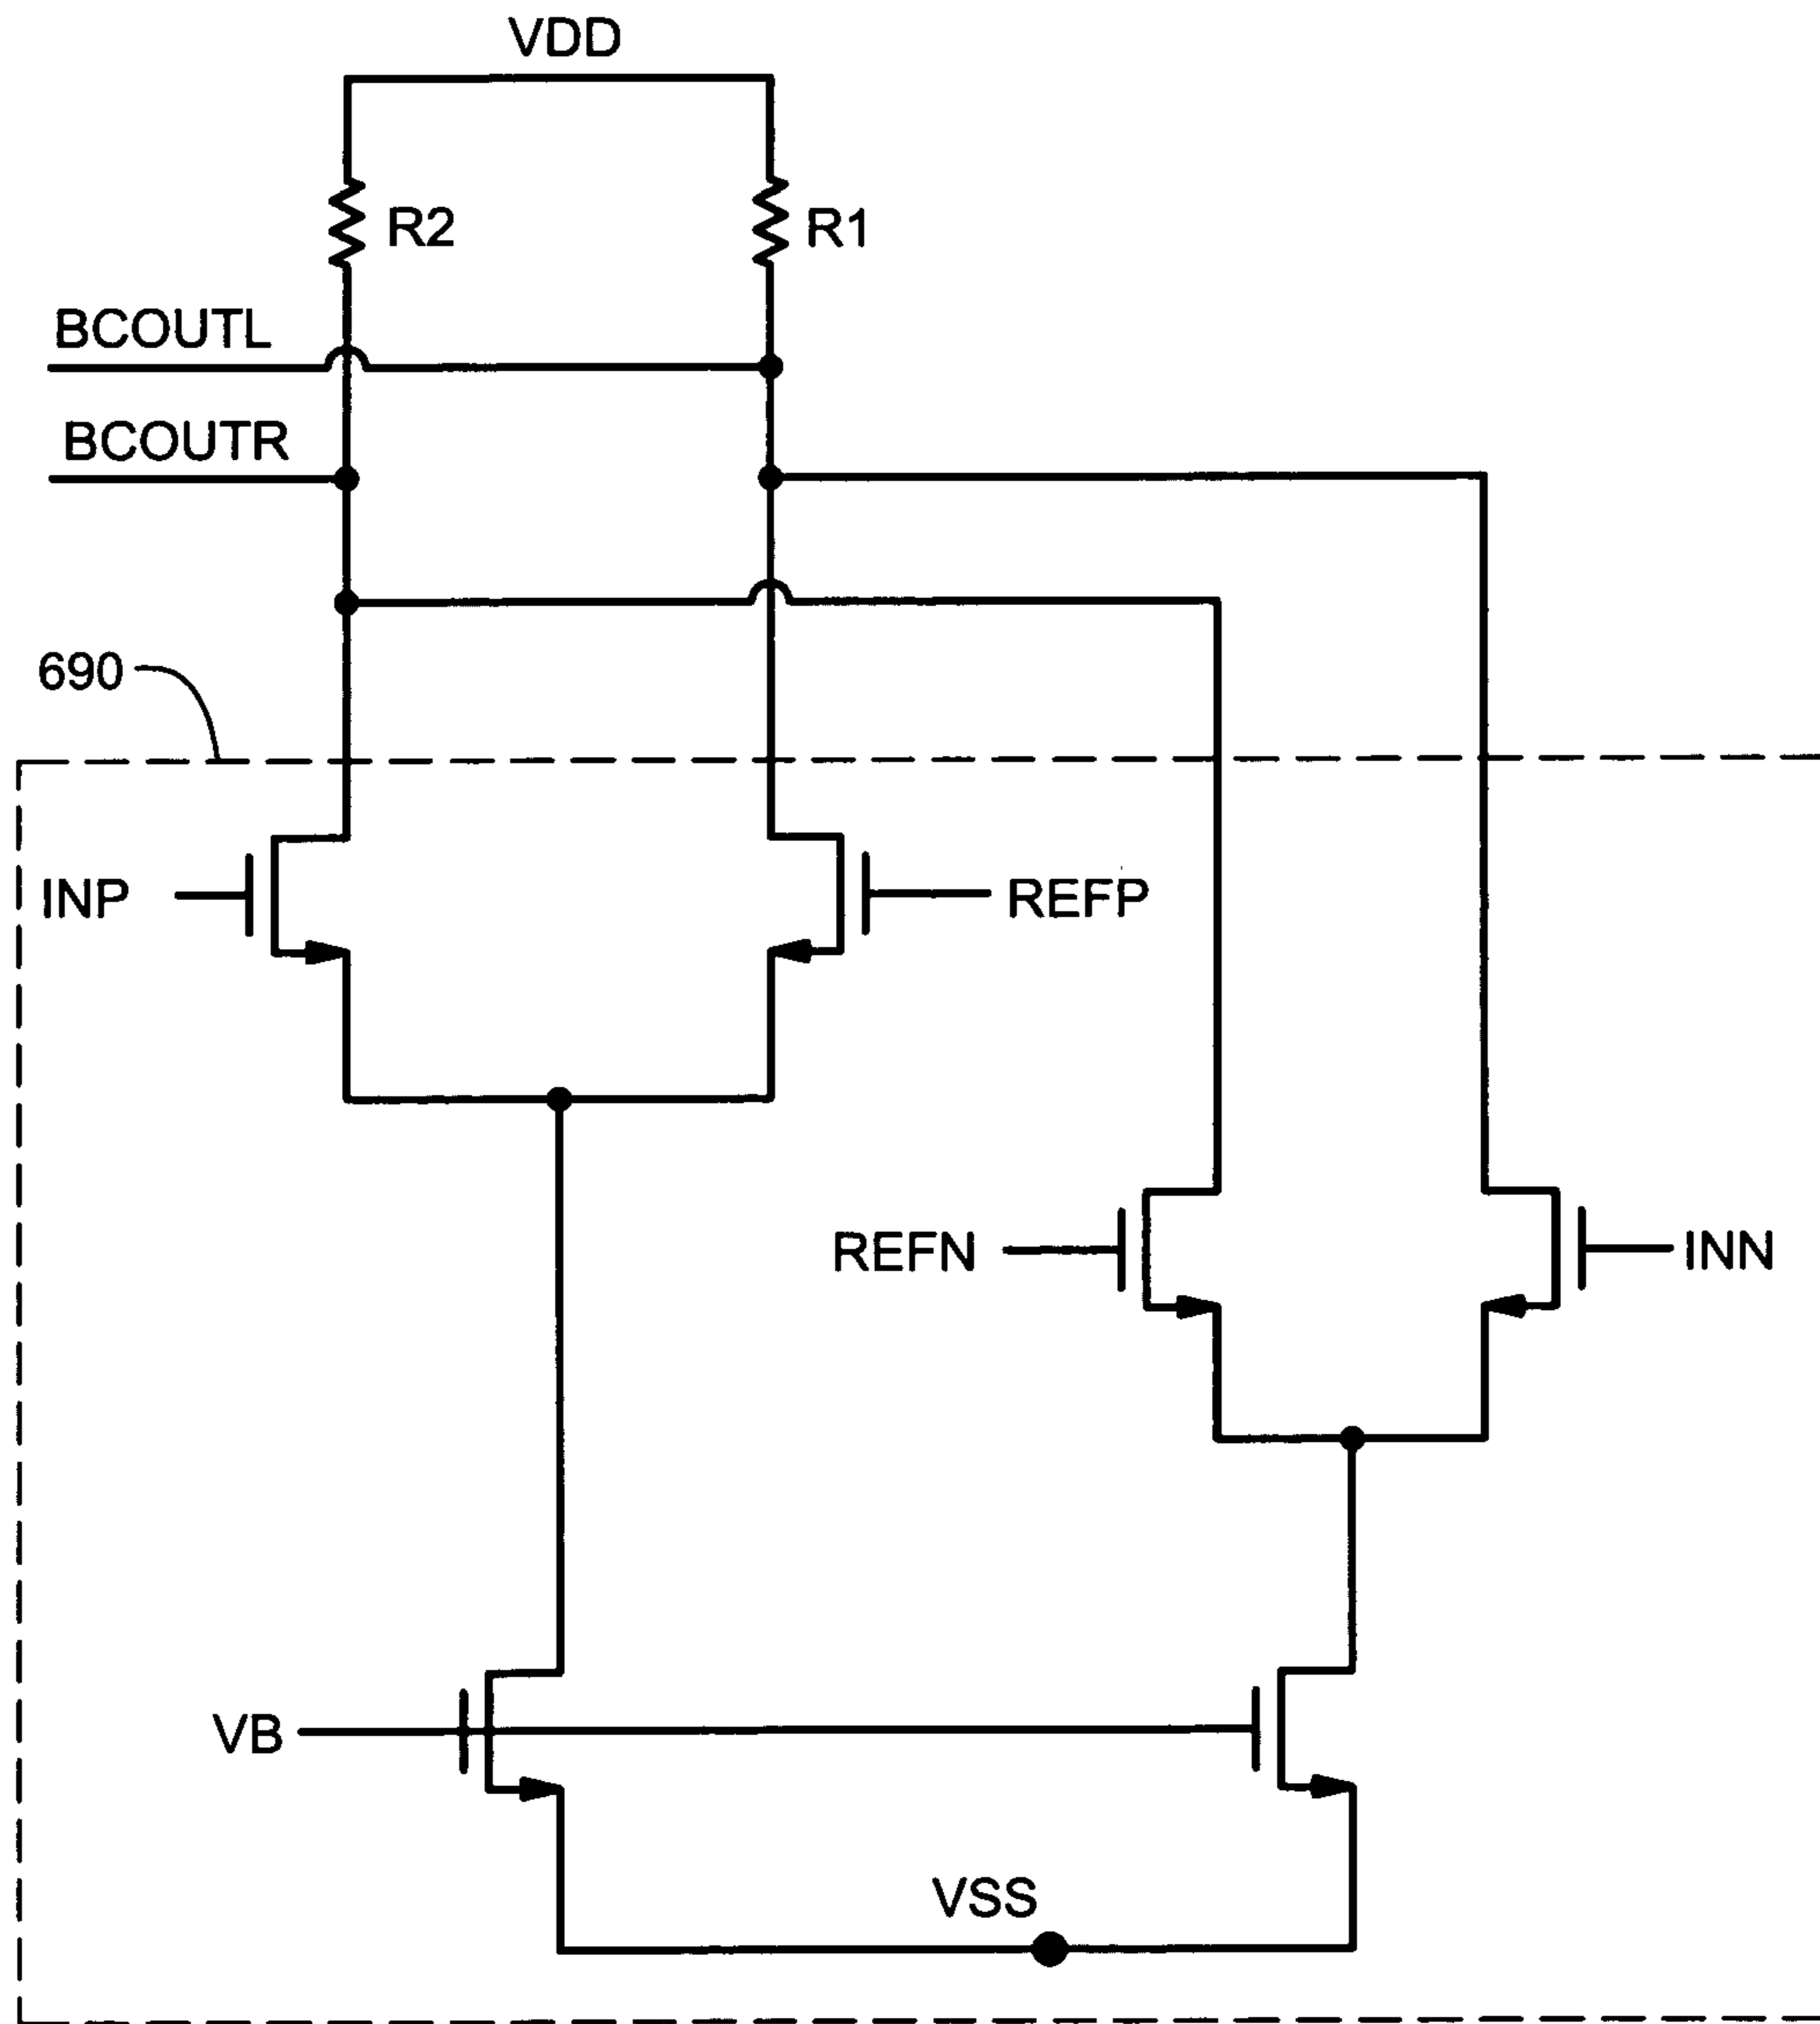 VDD
R2
R1
BCOUTL
BCOUTR
690
INP
REFP
REFN
INN
VB
VSS